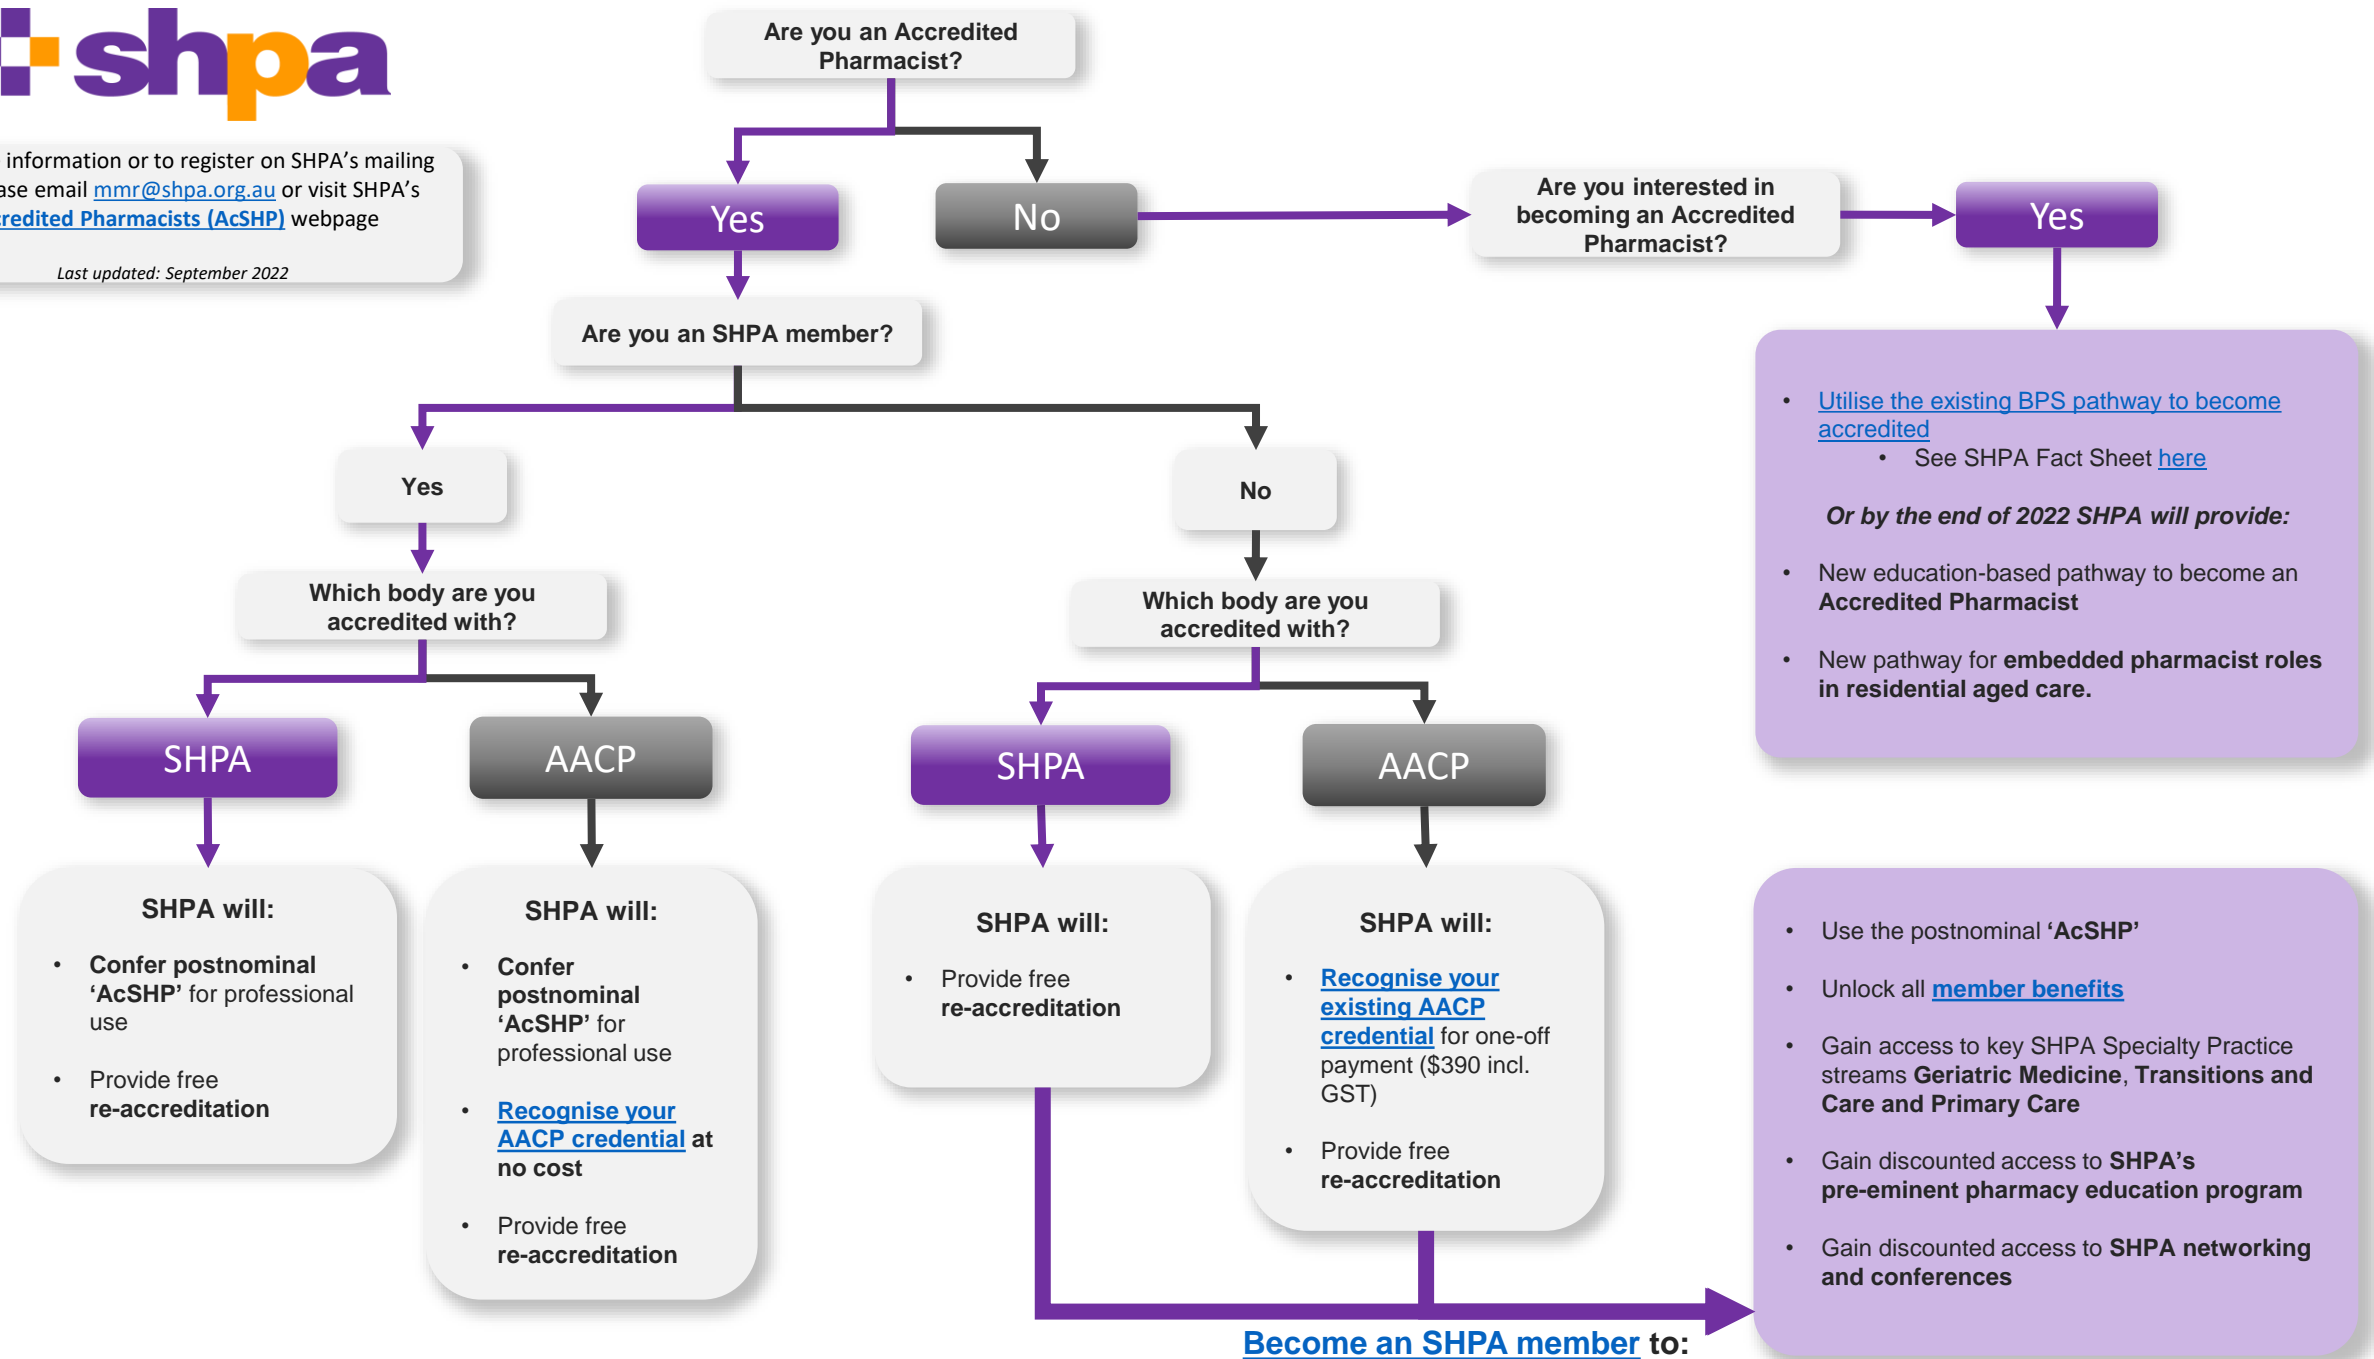 shpa
information or to register on SHPA's mailing
email mmr@shpa.org.au or visit SHPA's
Pharmacists (AcSHP) webpage
Last updated: September 2022
Are you an Accredited
Pharmacist?
Yes
No
Are you interested in
becoming an Accredited
Pharmacist?
Yes
Are you an SHPA member?
• Utilise the existing BPS pathway to become
accredited
• See SHPA Fact Sheet here
Or by the end of 2022 SHPA will provide:
• New education-based pathway to become an
Accredited Pharmacist
• New pathway for embedded pharmacist roles
in residential aged care.
Yes
No
Which body are you
accredited with?
Which body are you
accredited with?
SHPA
AACP
SHPA
AACP
SHPA will:
• Confer postnominal
'AcSHP' for professional
use
• Provide free
re-accreditation
SHPA will:
• Confer
postnominal
'AcSHP' for
professional use
• Recognise your
AACP credential at
no cost
• Provide free
re-accreditation
SHPA will:
• Provide free
re-accreditation
SHPA will:
• Recognise your
existing AACP
credential for one-off
payment ($390 incl.
GST)
• Provide free
re-accreditation
• Use the postnominal 'AcSHP'
• Unlock all member benefits
• Gain access to key SHPA Specialty Practice
streams Geriatric Medicine, Transitions and
Care and Primary Care
• Gain discounted access to SHPA's
pre-eminent pharmacy education program
• Gain discounted access to SHPA networking
and conferences
Become an SHPA member to: